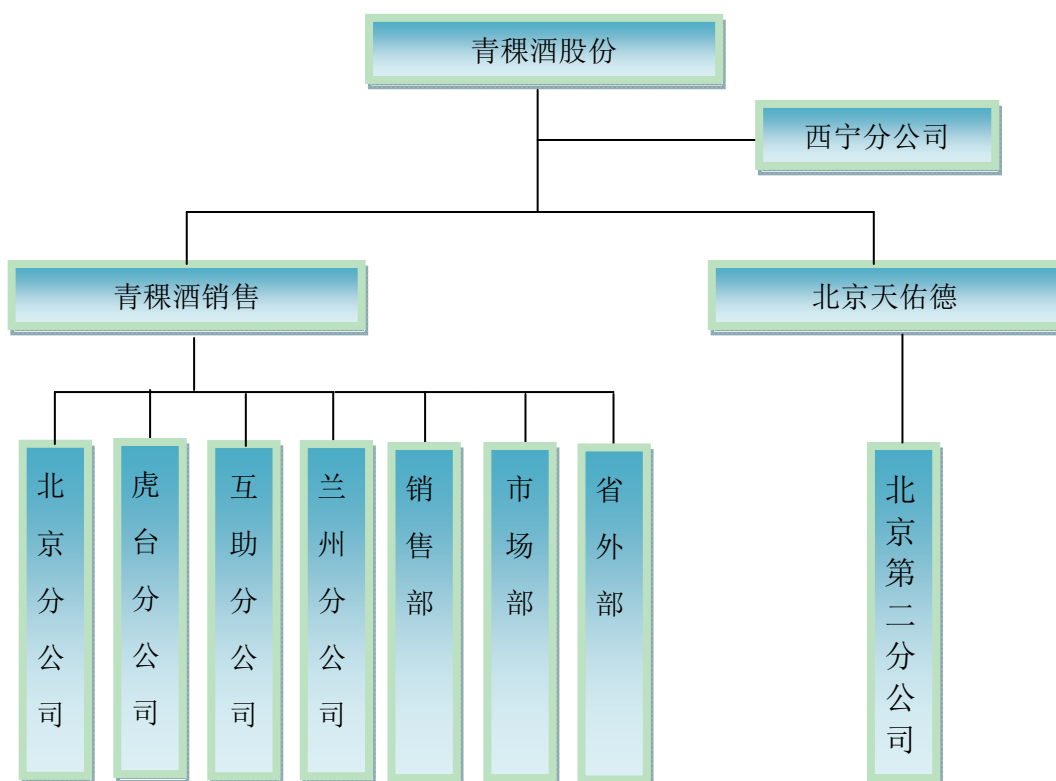 青稞酒股份
西宁分公司
青稞酒销售
北京天佑德
北京分公司
虎台分公司
互助分公司
兰州分公司
销售部
市场部
省外部
北京第二分公司